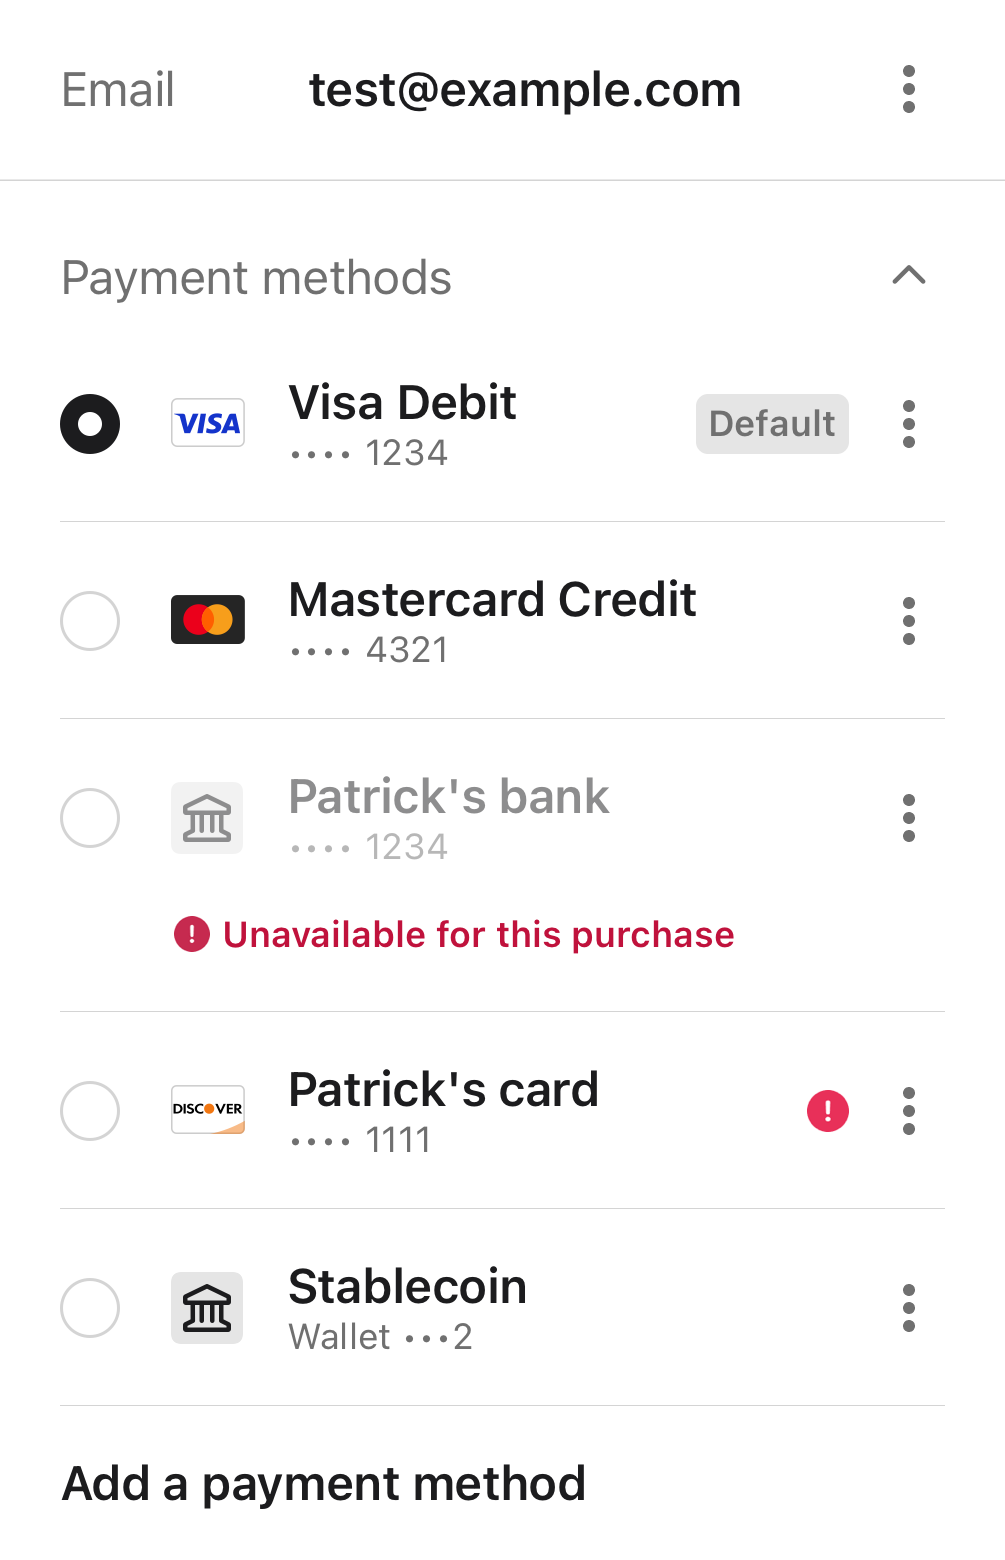 Email test@example.com
Payment methods
VISA
Visa Debit
•••• 1234
Default
Mastercard Credit
•••• 4321
Patrick's bank
•••• 1234
Unavailable for this purchase
DISCOVER
Patrick's card
•••• 1111
Stablecoin
Wallet •••2
Add a payment method